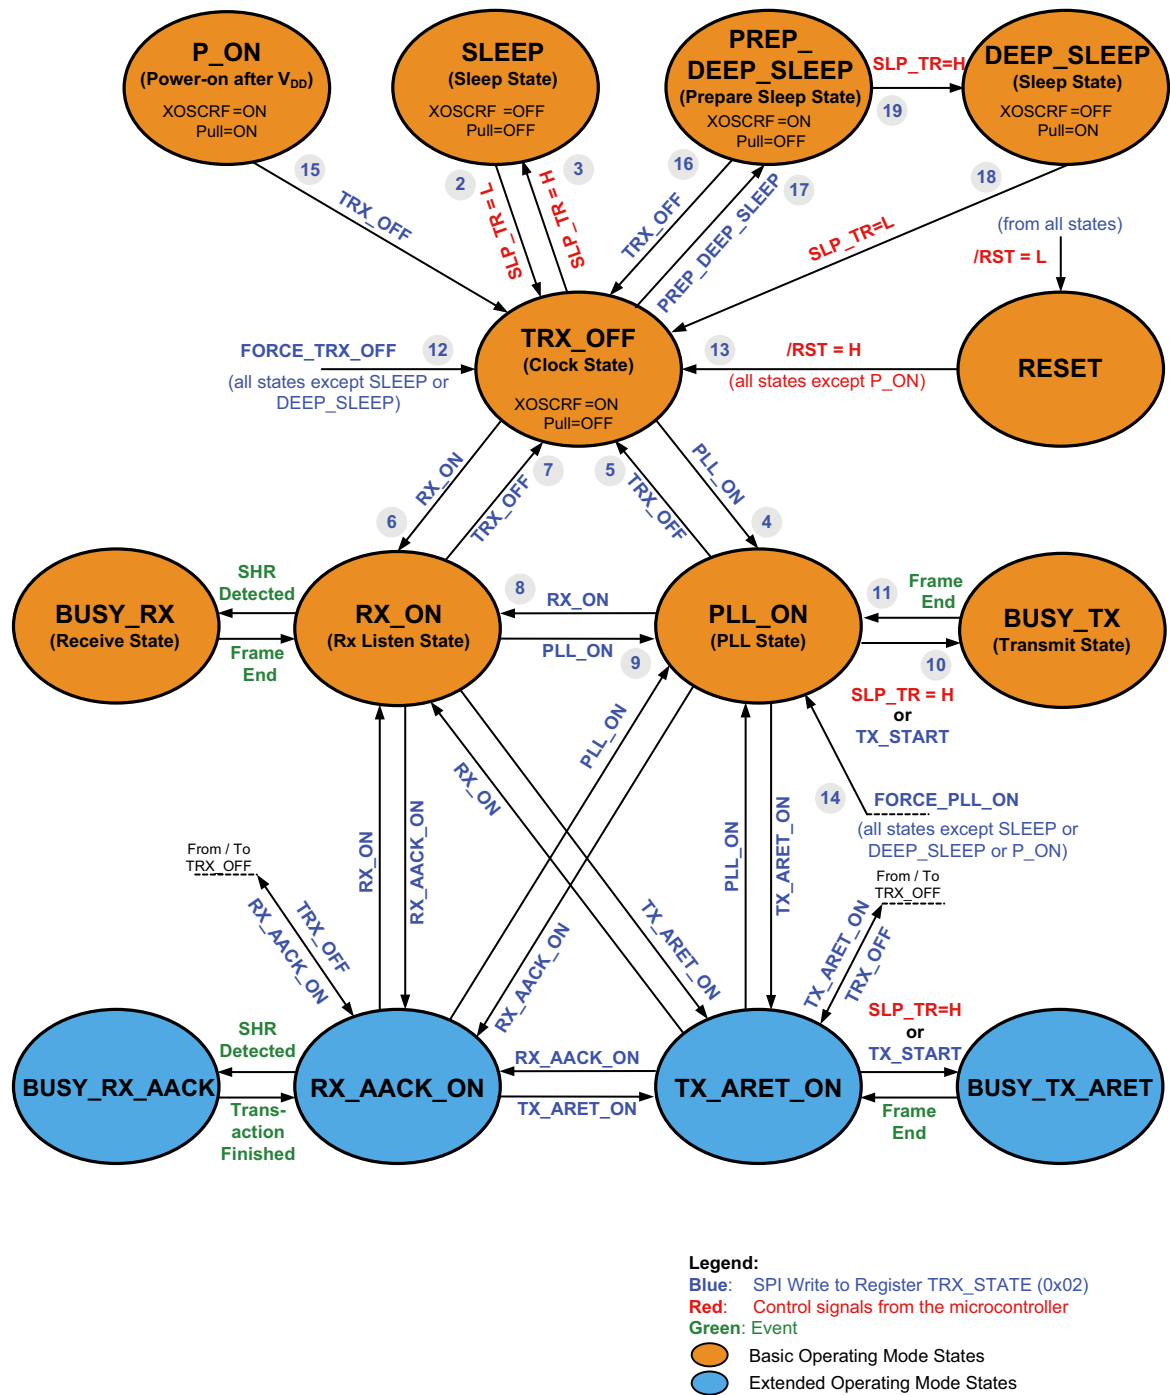 P_ON
(Power-on after VDD)
XOSCRF=ON
Pull=ON
SLEEP
(Sleep State)
XOSCRF =OFF
Pull=OFF
PREP_
DEEP_SLEEP
(Prepare Sleep State)
XOSCRF=ON
Pull=OFF
SLP_TR=H
19
DEEP_SLEEP
(Sleep State)
XOSCRF=OFF
Pull=ON
15
TRX_OFF
2
SLP_TR = L
3
SLP_TR = H
16
TRX_OFF
17
PREP_DEEP_SLEEP
18
SLP_TR=L
(from all states)
/RST = L
FORCE_TRX_OFF
12
(all states except SLEEP or
DEEP_SLEEP)
TRX_OFF
(Clock State)
XOSCRF=ON
Pull=OFF
13
/RST = H
(all states except P_ON)
RESET
RX_ON
6
7
TRX_OFF
5
TRX_OFF
PLL_ON
4
BUSY_RX
(Receive State)
SHR
Detected
Frame
End
RX_ON
(Rx Listen State)
8
RX_ON
PLL_ON
9
PLL_ON
(PLL State)
11
Frame
End
10
SLP_TR = H
or
TX_START
BUSY_TX
(Transmit State)
14
FORCE_PLL_ON
(all states except SLEEP or
DEEP_SLEEP or P_ON)
RX_ON
RX_AACK_ON
PLL_ON
RX_AACK_ON
RX_ON
TX_ARET_ON
PLL_ON
TX_ARET_ON
From / To
TRX_OFF
TRX_OFF
RX_AACK_ON
From / To
TRX_OFF
TX_ARET_ON
TRX_OFF
BUSY_RX_AACK
SHR
Detected
Trans-
action
Finished
RX_AACK_ON
RX_AACK_ON
TX_ARET_ON
TX_ARET_ON
SLP_TR=H
or
TX_START
Frame
End
BUSY_TX_ARET
Legend:
Blue: SPI Write to Register TRX_STATE (0x02)
Red: Control signals from the microcontroller
Green: Event
Basic Operating Mode States
Extended Operating Mode States